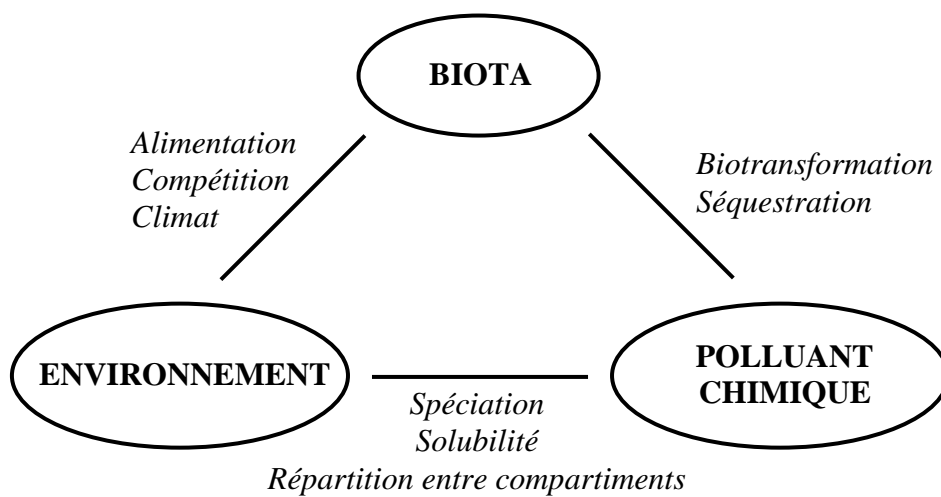 BIOTA
Alimentation
Compétition
Climat
Biotransformation
Séquestration
ENVIRONNEMENT
POLLUANT
CHIMIQUE
Spéciation
Solubilité
Répartition entre compartiments